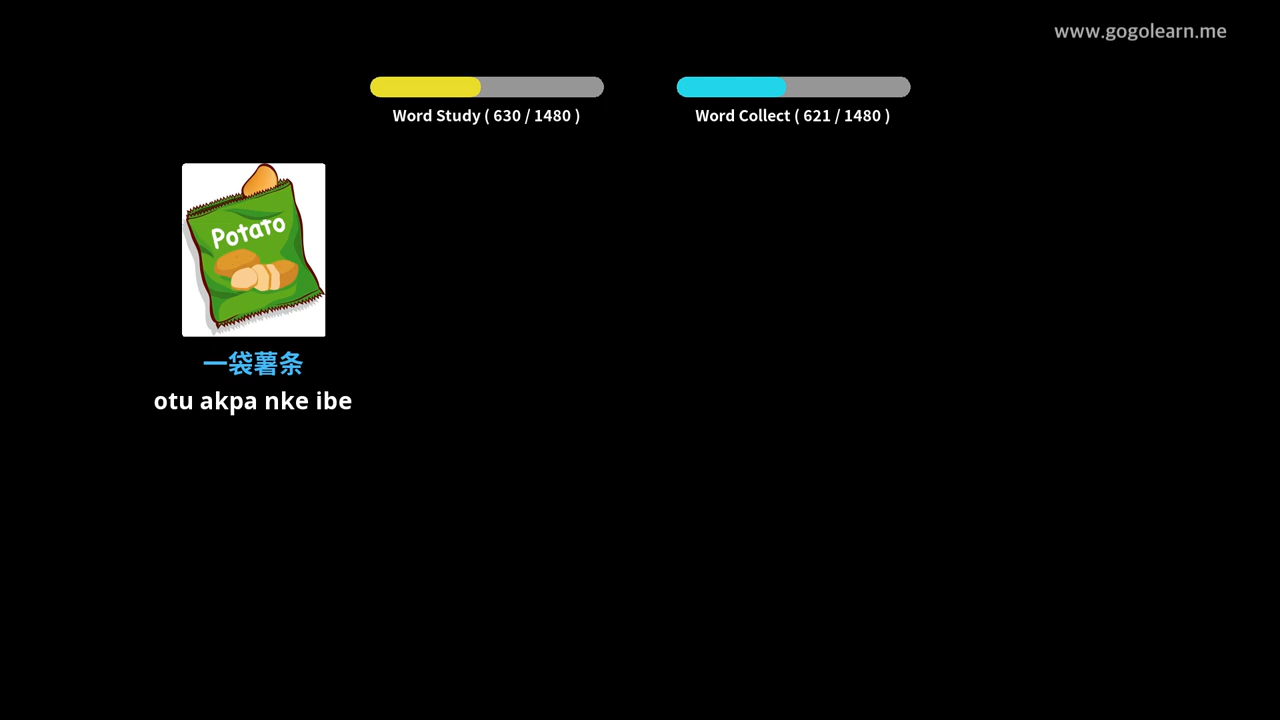 www.gogolearn.me
Word Study ( 630 / 1480 )
Word Collect ( 621 / 1480 )
Potato
一袋薯条
otu akpa nke ibe